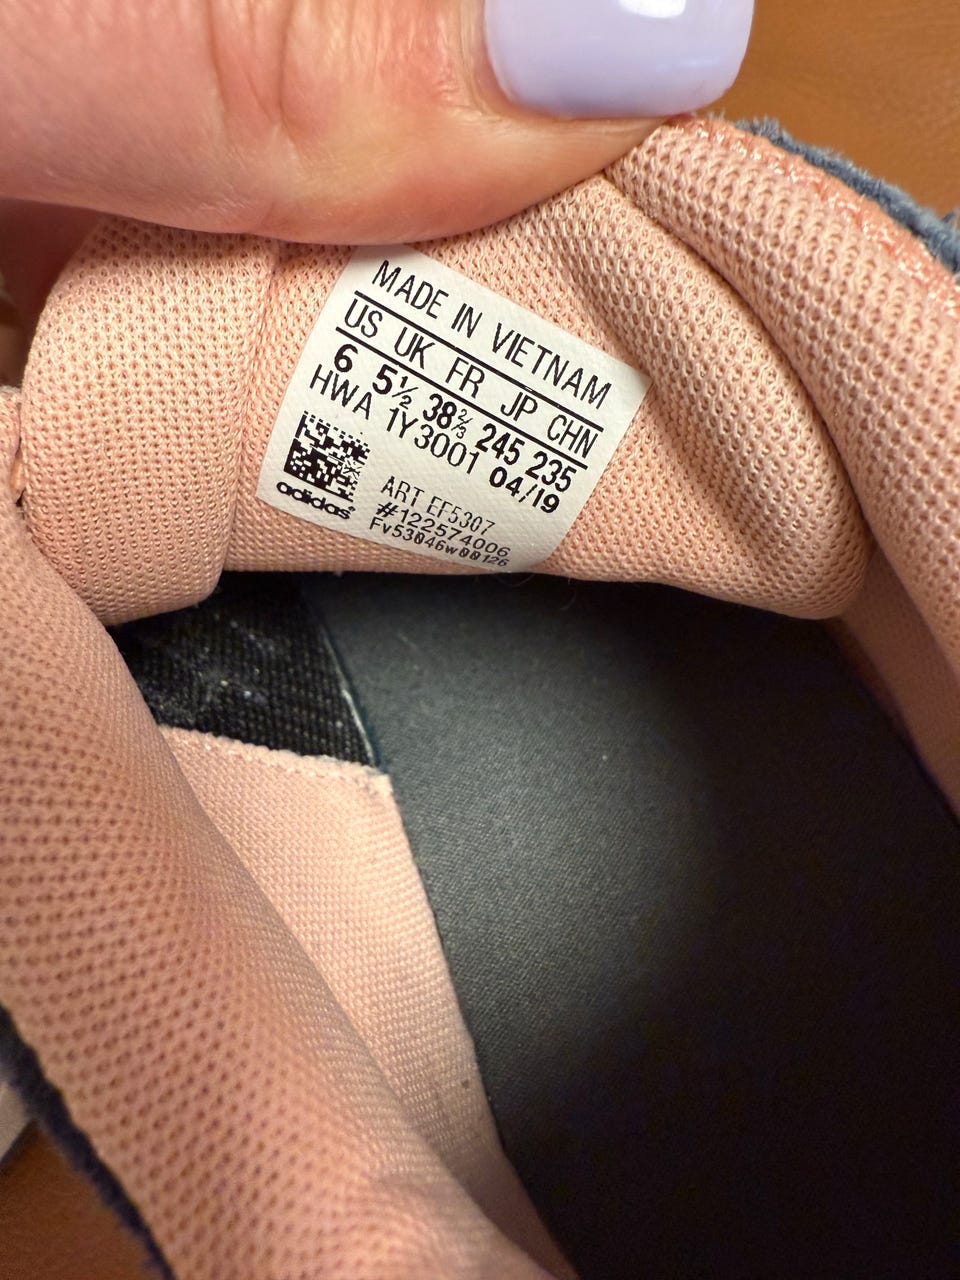 MADE IN VIETNAM
US UK FR JP CHN
6 5½ 38⅔ 245 235
HWA 1Y3001 04/19
ART EF5307
#122574006
Fv53046w00126
adidas